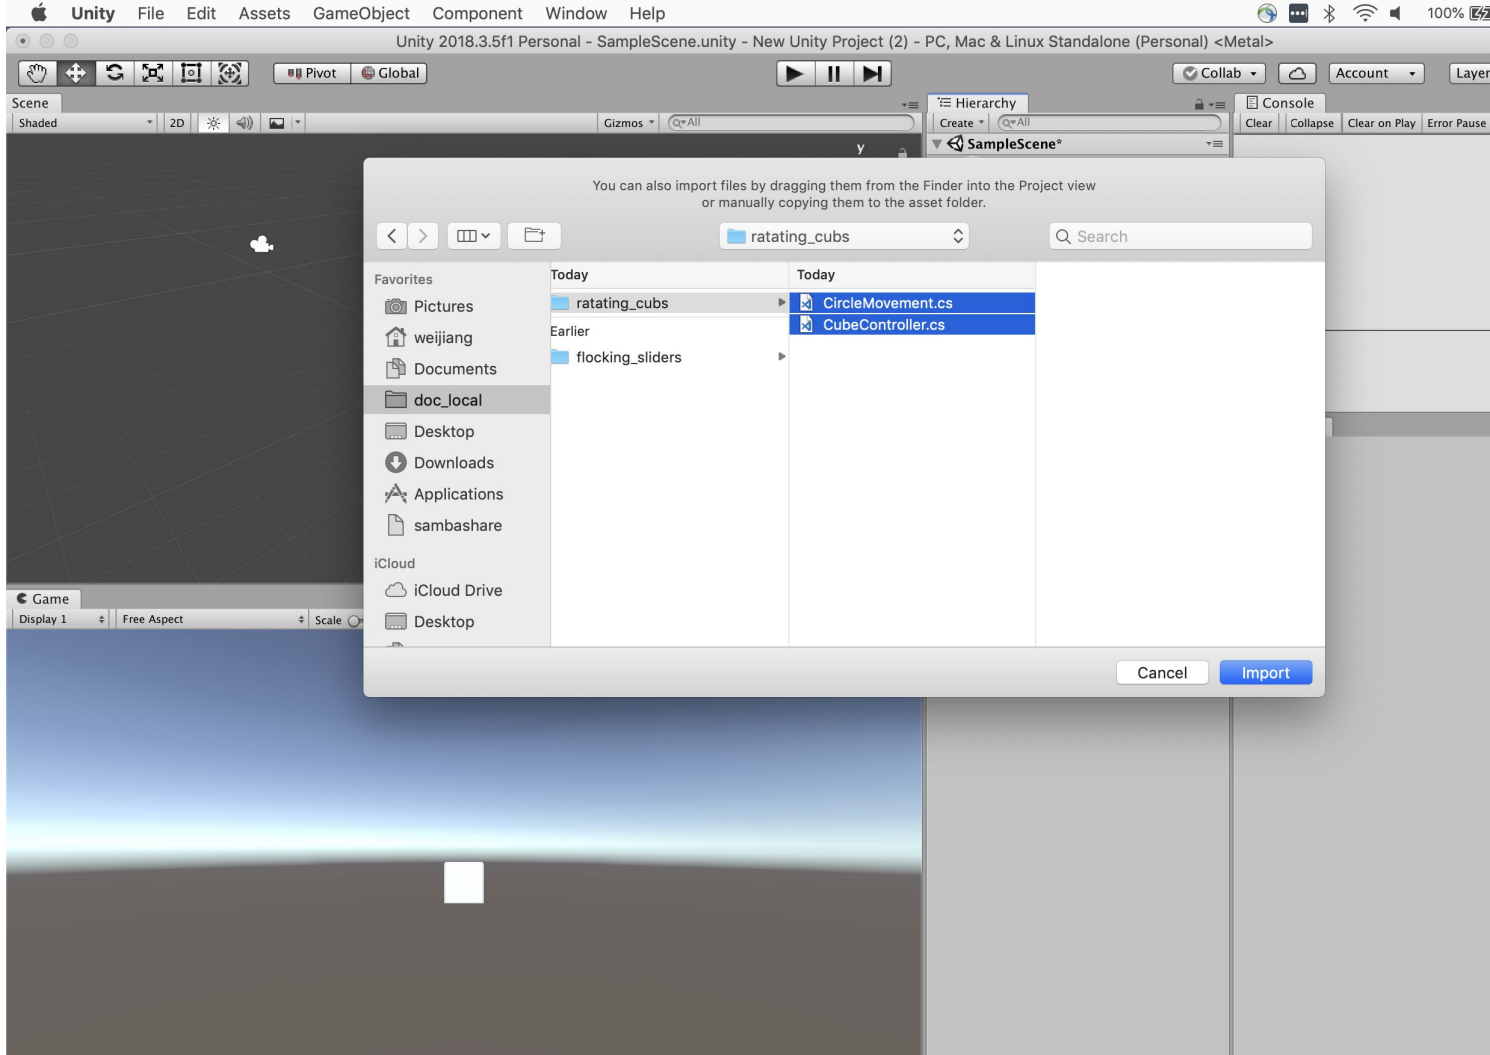 Unity File Edit Assets GameObject Component Window Help 100%
Unity 2018.3.5f1 Personal - SampleScene.unity - New Unity Project (2) - PC, Mac & Linux Standalone (Personal) <Metal>
Pivot Global Collab Account Layer
Scene Hierarchy Console
Shaded 2D Gizmos All Create All Clear Collapse Clear on Play Error Pause
y SampleScene*
You can also import files by dragging them from the Finder into the Project view
or manually copying them to the asset folder.
ratating_cubs Search
Favorites Today Today
Pictures ratating_cubs CircleMovement.cs
weijiang Earlier CubeController.cs
Documents flocking_sliders
doc_local
Desktop
Downloads
Applications
sambashare
iCloud
iCloud Drive
Desktop
Game
Display 1 Free Aspect Scale
Cancel Import